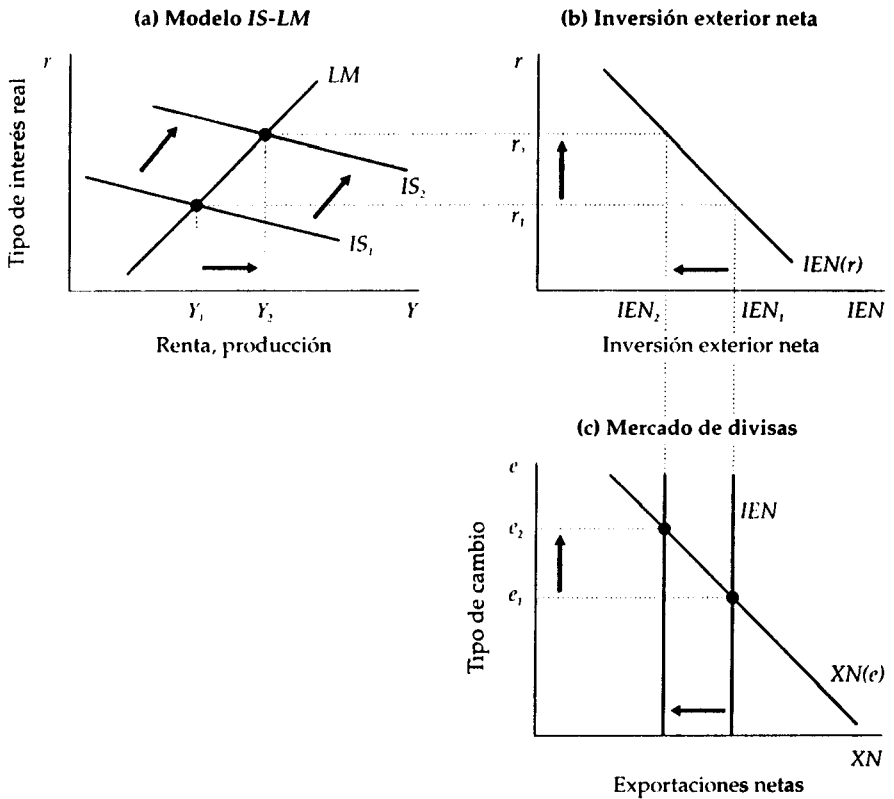 (a) Modelo IS-LM
r
Tipo de interés real
LM
IS₂
IS₁
Y₁
Y₂
Y
Renta, producción
(b) Inversión exterior neta
r
r₂
r₁
IEN(r)
IEN₂
IEN₁
IEN
Inversión exterior neta
(c) Mercado de divisas
e
Tipo de cambio
e₂
e₁
IEN
XN(e)
XN
Exportaciones netas